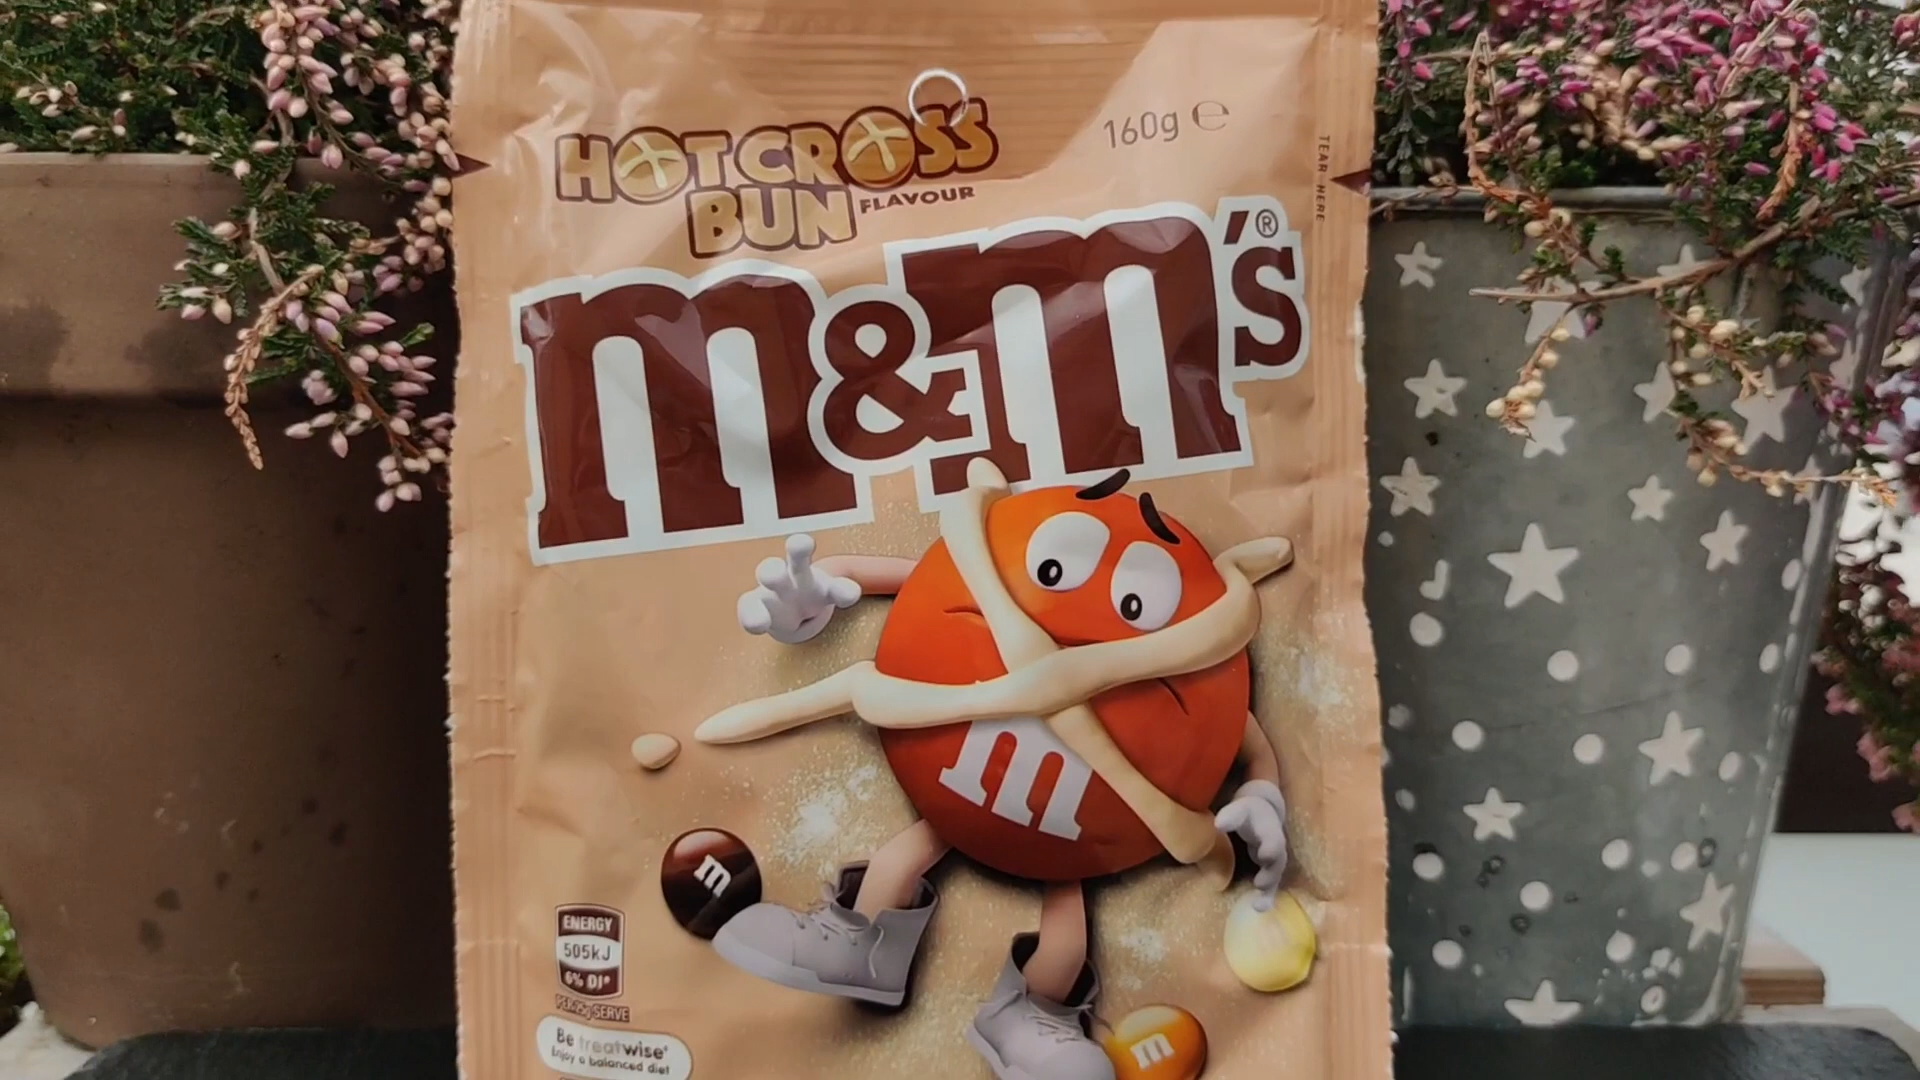 HOT CROSS
BUN FLAVOUR
160g ℮
TEAR HERE
m&m's®
m
m
ENERGY
505kJ
6% DI*
PER 25g SERVE
Be treatwise®
Enjoy a balanced diet
m